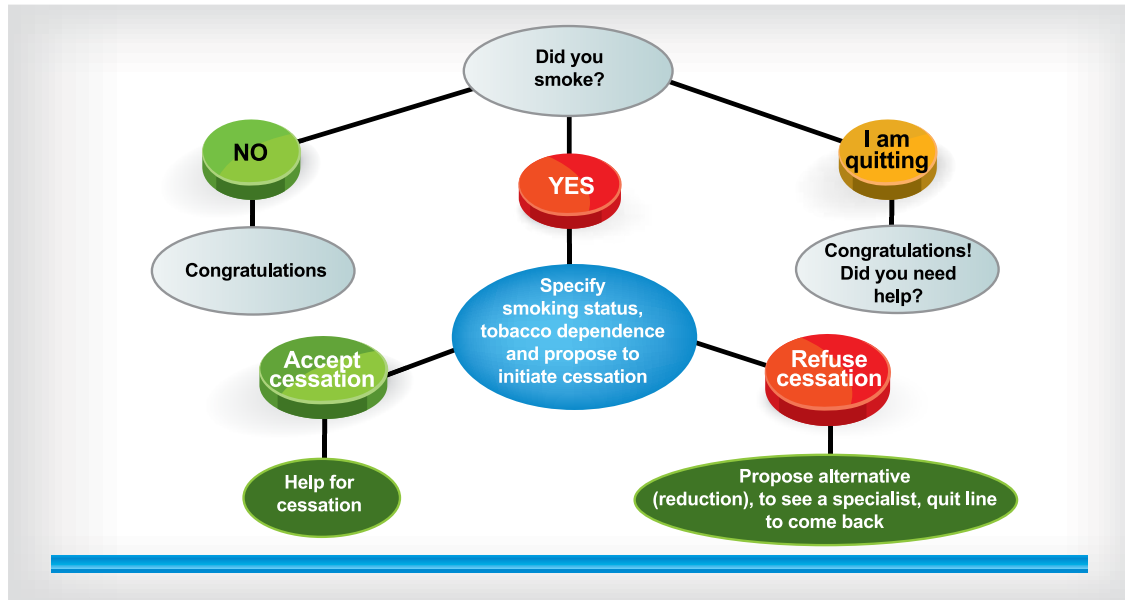 Did you
smoke?
NO
YES
I am
quitting
Congratulations
Congratulations!
Did you need
help?
Specify
smoking status,
tobacco dependence
and propose to
initiate cessation
Accept
cessation
Refuse
cessation
Help for
cessation
Propose alternative
(reduction), to see a specialist, quit line
to come back